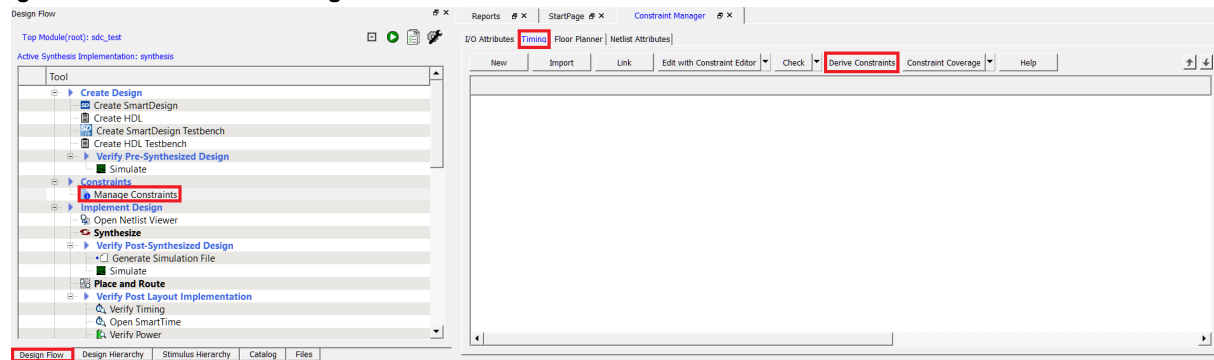 Design Flow
Top Module(root): sdc_test
Active Synthesis Implementation: synthesis
Tool
Create Design
Create SmartDesign
Create HDL
Create SmartDesign Testbench
Create HDL Testbench
Verify Pre-Synthesized Design
Simulate
Constraints
Manage Constraints
Implement Design
Open Netlist Viewer
Synthesize
Verify Post-Synthesized Design
Generate Simulation File
Simulate
Place and Route
Verify Post Layout Implementation
Verify Timing
Open SmartTime
Verify Power
Design Flow Design Hierarchy Stimulus Hierarchy Catalog Files
Reports StartPage Constraint Manager
I/O Attributes Timing Floor Planner Netlist Attributes
New Import Link Edit with Constraint Editor Check Derive Constraints Constraint Coverage Help